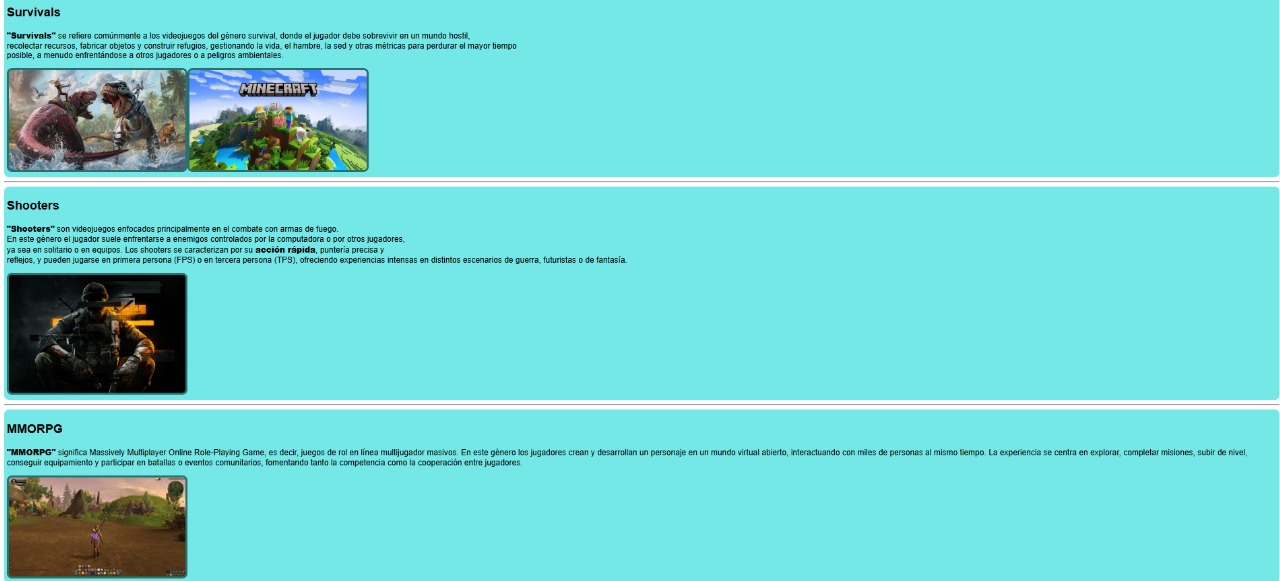 Survivals
"Survivals" se refiere comúnmente a los videojuegos del género survival, donde el jugador debe sobrevivir en un mundo hostil,
recolectar recursos, fabricar objetos y construir refugios, gestionando la vida, el hambre, la sed y otras métricas para perdurar el mayor tiempo
posible, a menudo enfrentándose a otros jugadores o a peligros ambientales.
MINECRAFT
Shooters
"Shooters" son videojuegos enfocados principalmente en el combate con armas de fuego.
En este género el jugador suele enfrentarse a enemigos controlados por la computadora o por otros jugadores,
ya sea en solitario o en equipos. Los shooters se caracterizan por su acción rápida, puntería precisa y
reflejos, y pueden jugarse en primera persona (FPS) o en tercera persona (TPS), ofreciendo experiencias intensas en distintos escenarios de guerra, futuristas o de fantasía.
MMORPG
"MMORPG" significa Massively Multiplayer Online Role-Playing Game, es decir, juegos de rol en línea multijugador masivos. En este género los jugadores crean y desarrollan un personaje en un mundo virtual abierto, interactuando con miles de personas al mismo tiempo. La experiencia se centra en explorar, completar misiones, subir de nivel,
conseguir equipamiento y participar en batallas o eventos comunitarios, fomentando tanto la competencia como la cooperación entre jugadores.